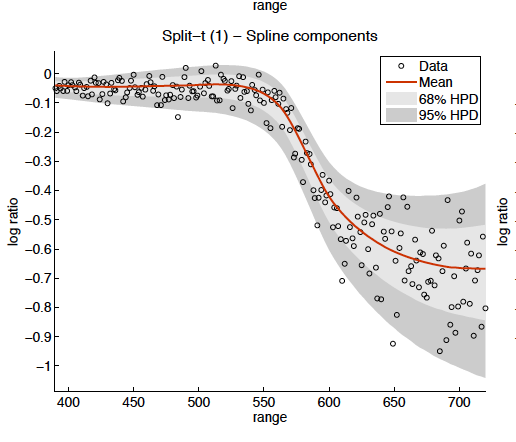 range
Split-t (1) – Spline components
Data
Mean
68% HPD
95% HPD
0
−0.1
−0.2
−0.3
−0.4
−0.5
−0.6
−0.7
−0.8
−0.9
−1
log ratio
log ratio
400
450
500
550
600
650
700
range